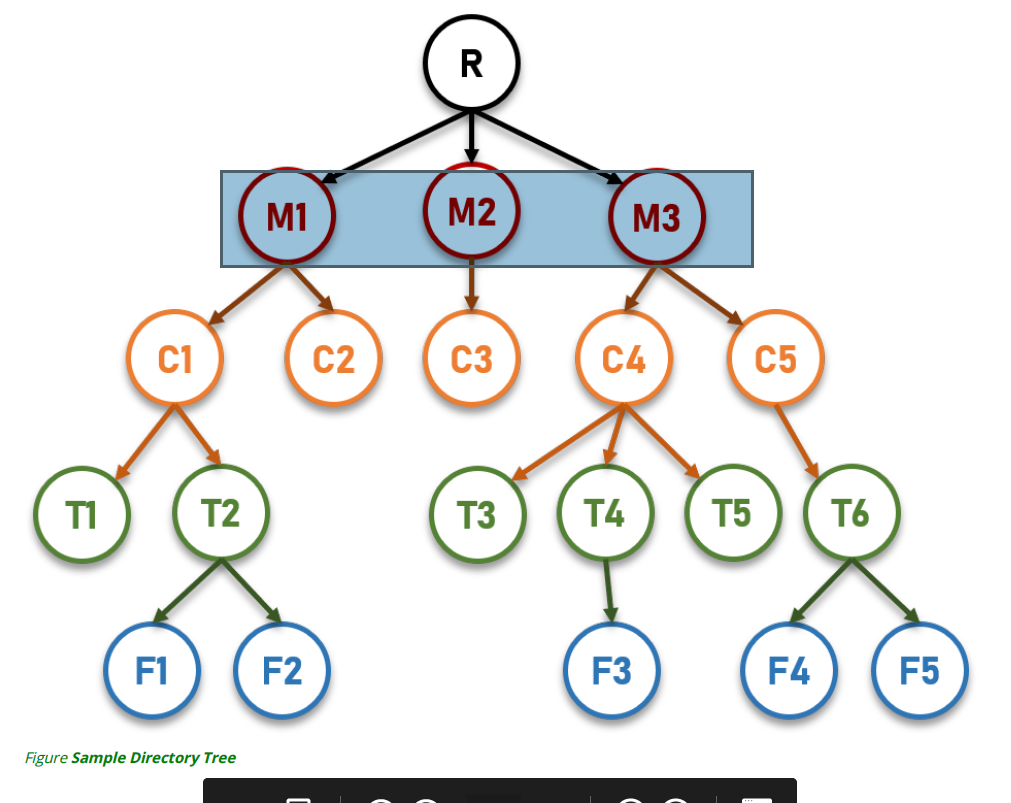 R
M1 M2 M3
C1 C2 C3 C4 C5
T1 T2 T3 T4 T5 T6
F1 F2 F3 F4 F5
Figure Sample Directory Tree